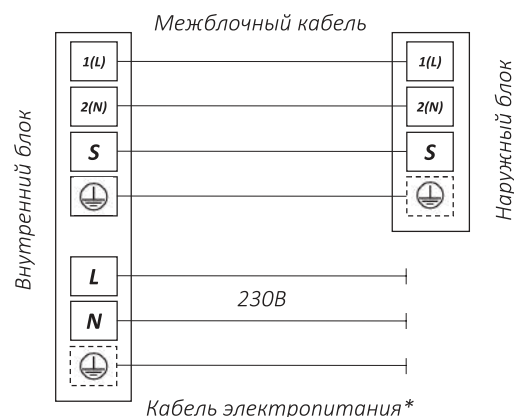 Межблочный кабель
1(L) 1(L)
2(N) 2(N)
S S
L
230В
N
Кабель электропитания*
Внутренний блок
Наружный блок